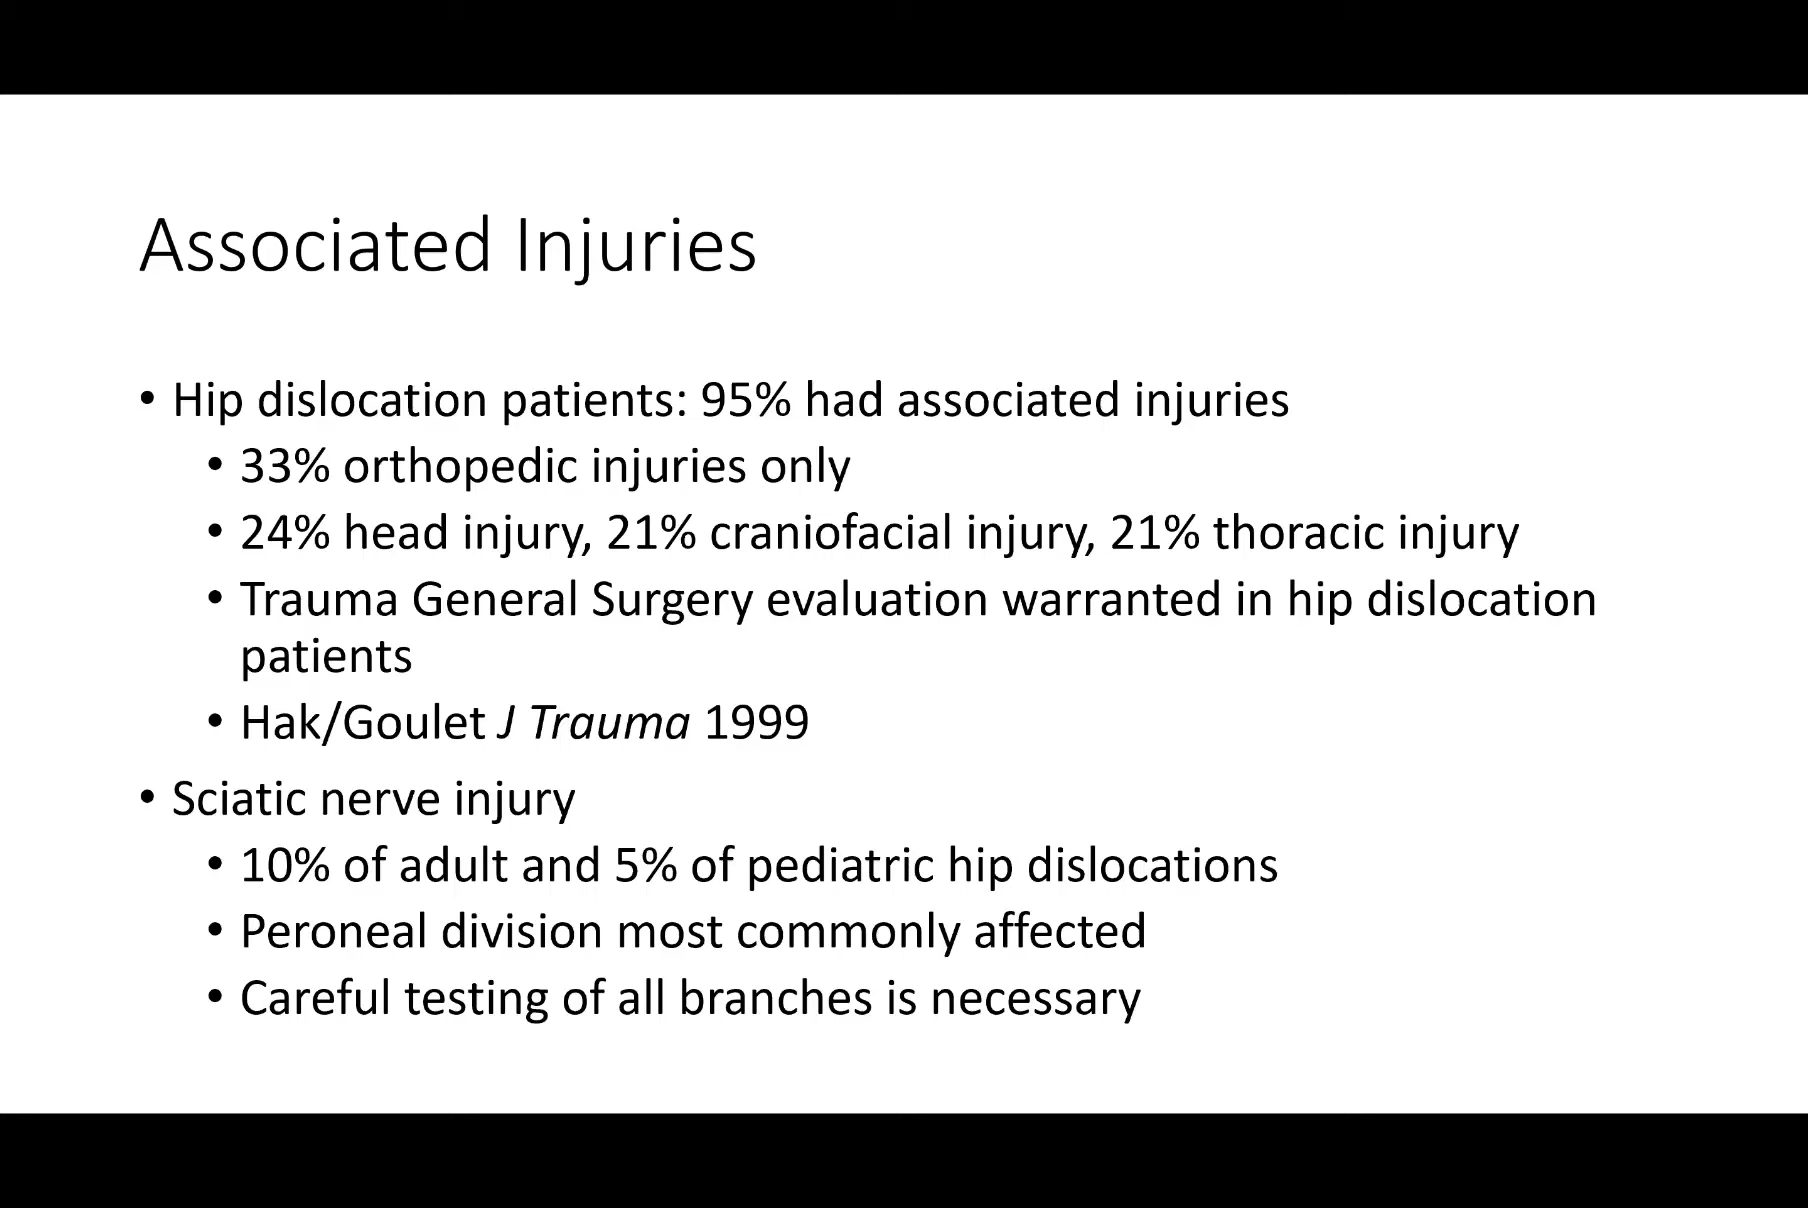 Associated Injuries
• Hip dislocation patients: 95% had associated injuries
• 33% orthopedic injuries only
• 24% head injury, 21% craniofacial injury, 21% thoracic injury
• Trauma General Surgery evaluation warranted in hip dislocation
patients
• Hak/Goulet J Trauma 1999
• Sciatic nerve injury
• 10% of adult and 5% of pediatric hip dislocations
• Peroneal division most commonly affected
• Careful testing of all branches is necessary